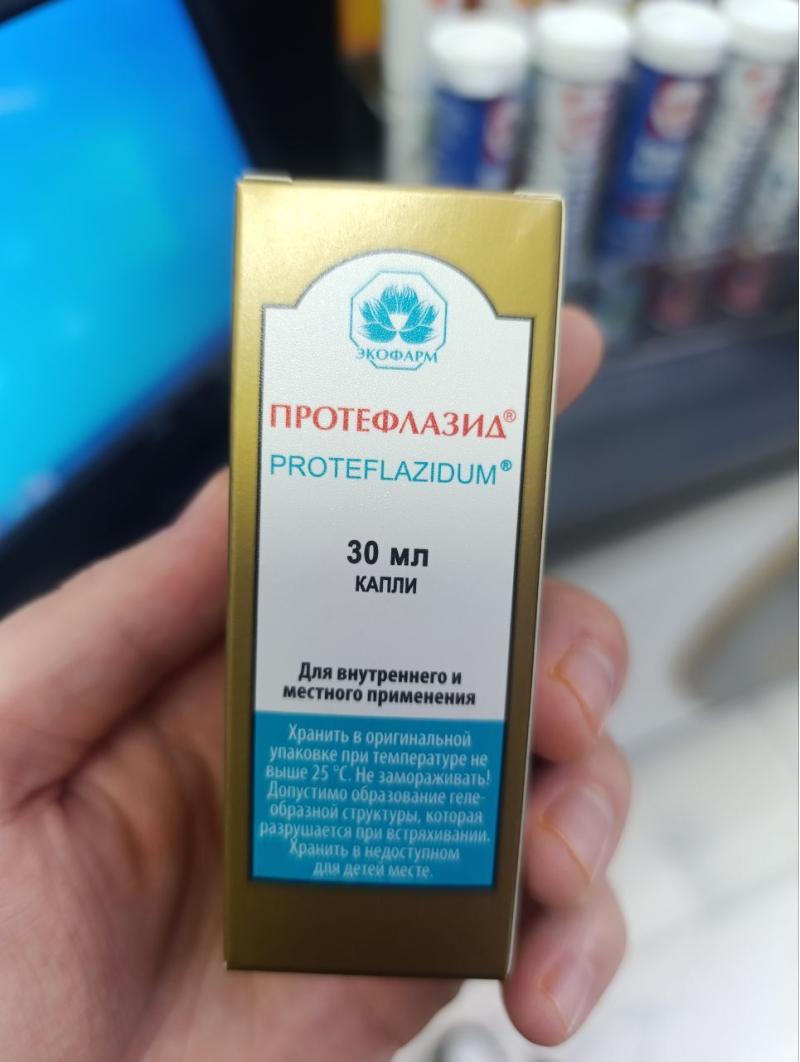 ЭКОФАРМ
ПРОТЕФЛАЗИД®
PROTEFLAZIDUM®
30 мл
КАПЛИ
Для внутреннего и
местного применения
Хранить в оригинальной
упаковке при температуре не
выше 25 °С. Не замораживать!
Допустимо образование геле-
образной структуры, которая
разрушается при встряхивании.
Хранить в недоступном
для детей месте.